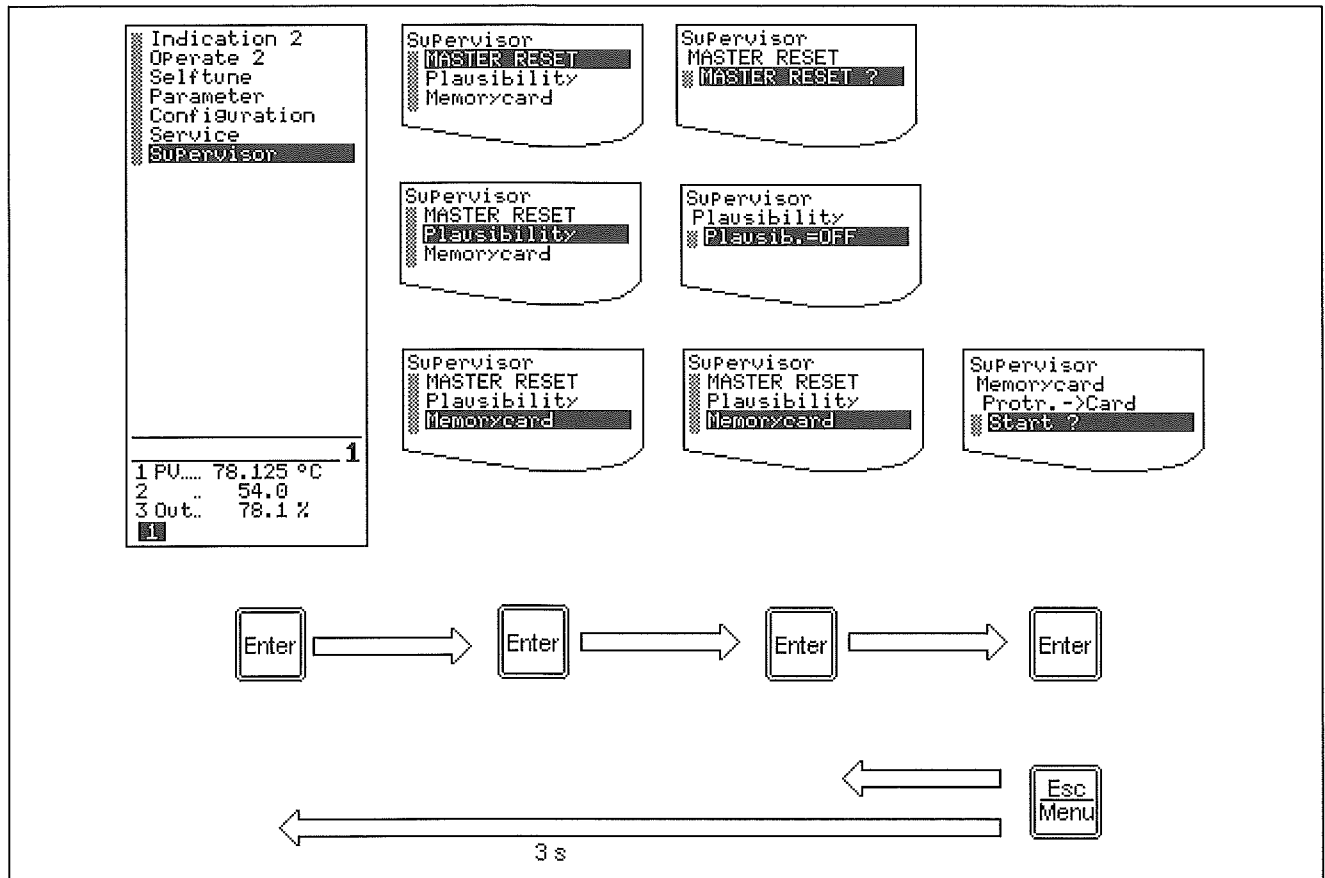 Indication 2
Operate 2
Selftune
Parameter
Configuration
Service
Supervisor
1
1 PV..... 78.125 °C
2 .. 54.0
3 Out.. 78.1 %
1
Supervisor
MASTER RESET
Plausibility
Memorycard
Supervisor
MASTER RESET
MASTER RESET ?
Supervisor
MASTER RESET
Plausibility
Memorycard
Supervisor
Plausibility
Plausib.=OFF
Supervisor
MASTER RESET
Plausibility
Memorycard
Supervisor
MASTER RESET
Plausibility
Memorycard
Supervisor
Memorycard
Protr.->Card
Start ?
Enter
Enter
Enter
Enter
Esc
Menu
3 s